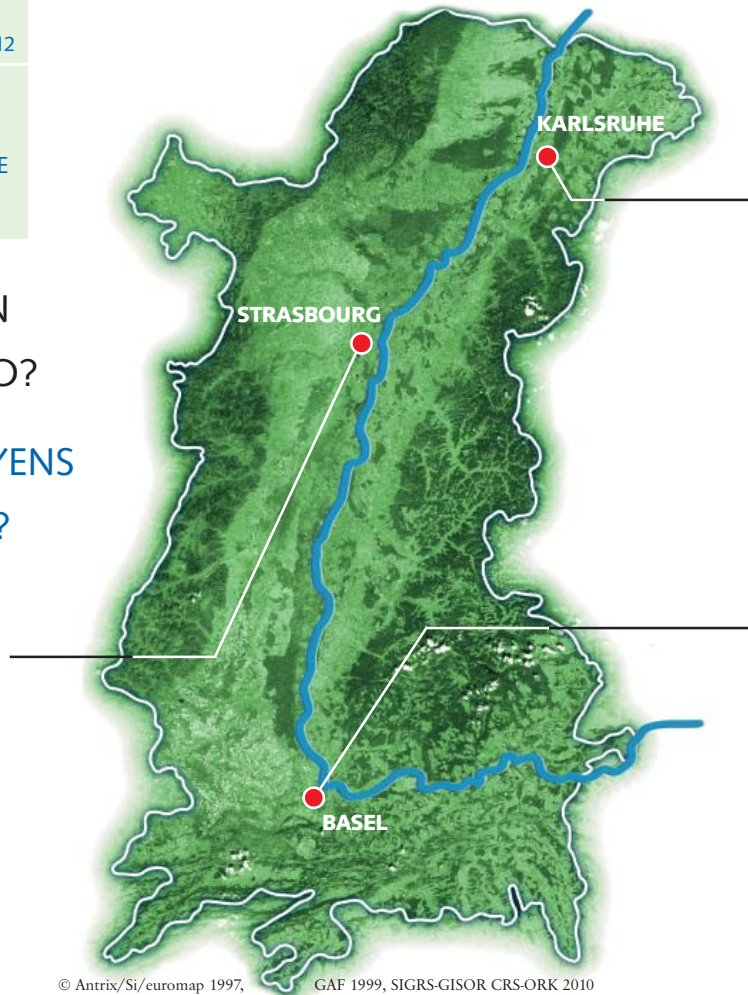 12
E
KARLSRUHE
N
STRASBOURG
O?
YENS
?
BASEL
© Antrix/Si/euromap 1997, GAF 1999, SIGRS-GISOR CRS-ORK 2010